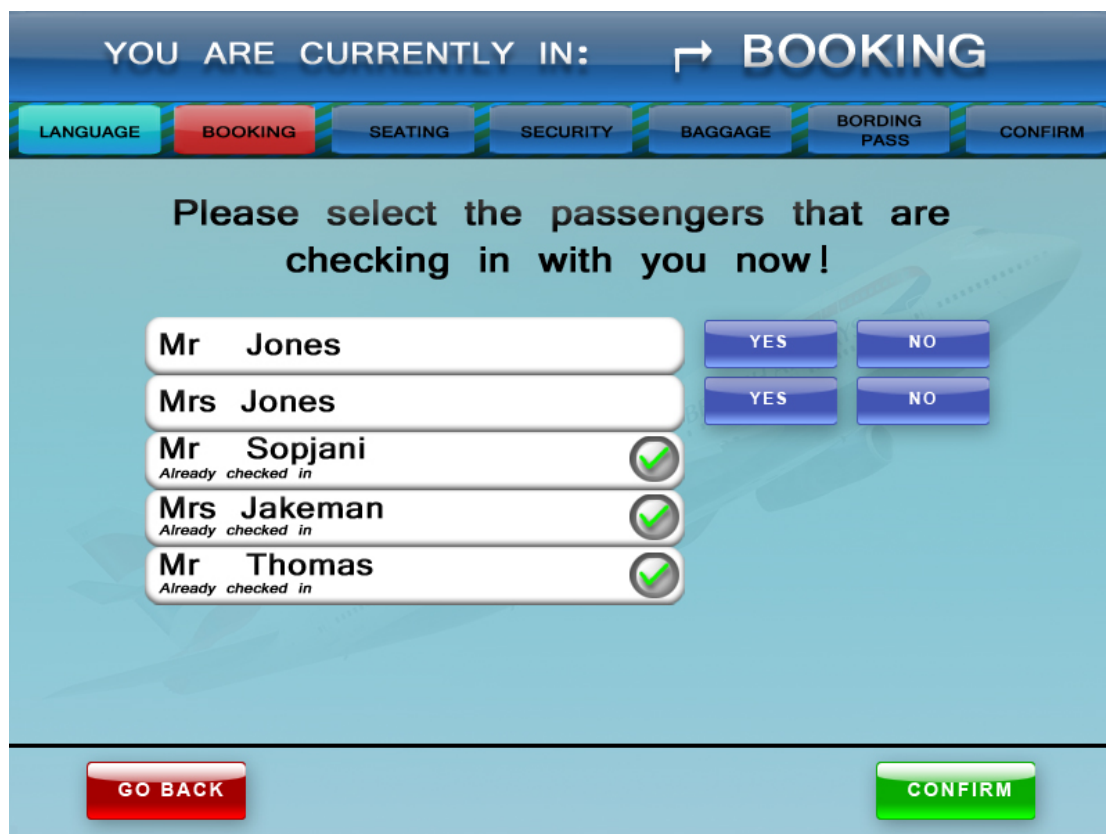 YOU ARE CURRENTLY IN: BOOKING
LANGUAGE BOOKING SEATING SECURITY BAGGAGE BORDING PASS CONFIRM
Please select the passengers that are
checking in with you now!
Mr Jones YES NO
Mrs Jones YES NO
Mr Sopjani
Already checked in
Mrs Jakeman
Already checked in
Mr Thomas
Already checked in
GO BACK CONFIRM